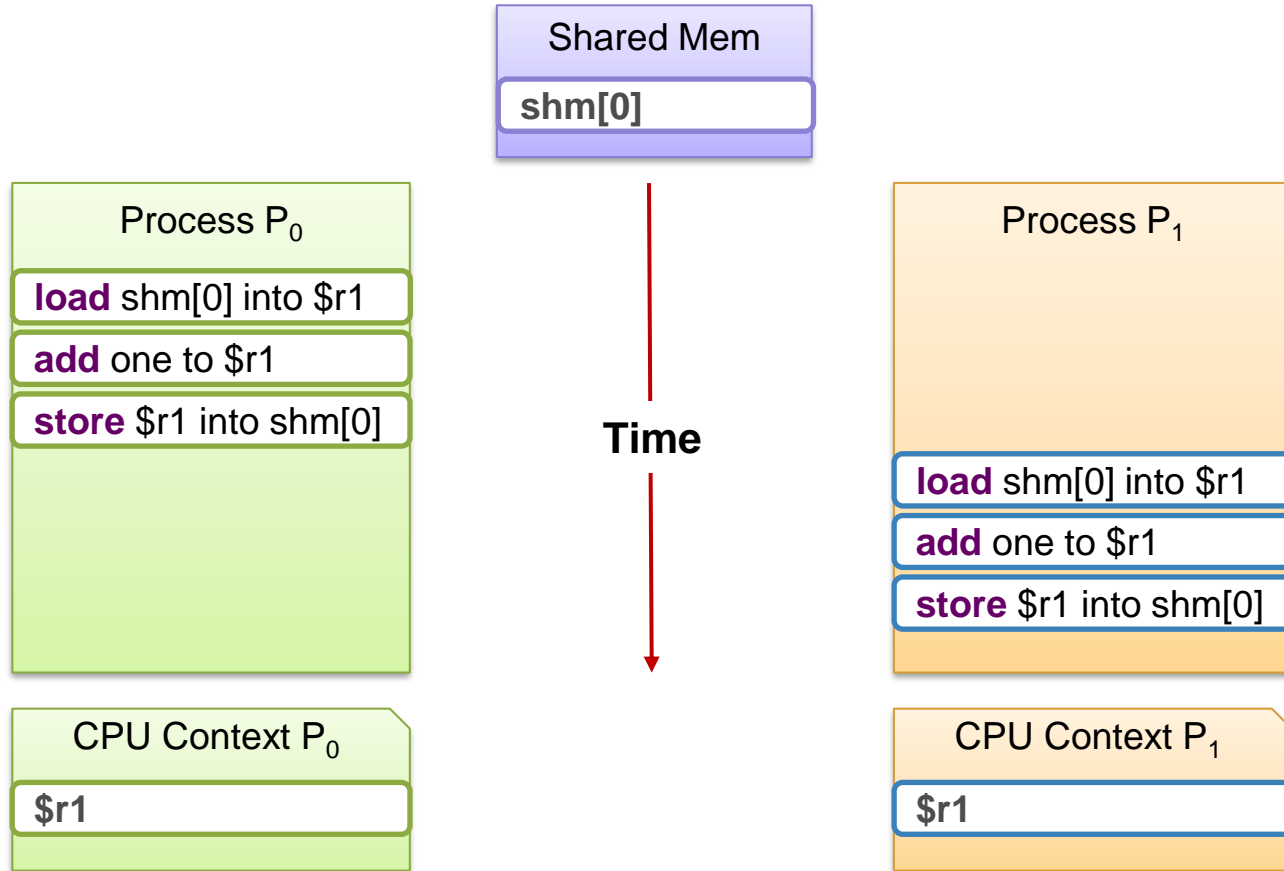 Shared Mem
shm[0]
Process P0
load shm[0] into $r1
add one to $r1
store $r1 into shm[0]
Time
Process P1
load shm[0] into $r1
add one to $r1
store $r1 into shm[0]
CPU Context P0
$r1
CPU Context P1
$r1